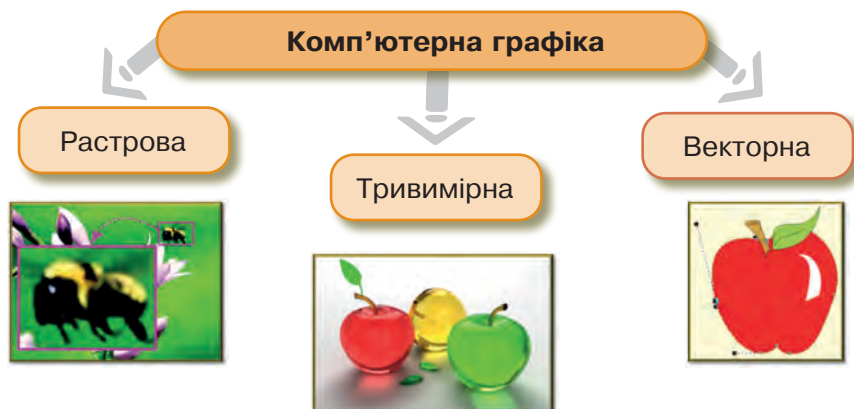 Комп’ютерна графіка
Растрова
Тривимірна
Векторна